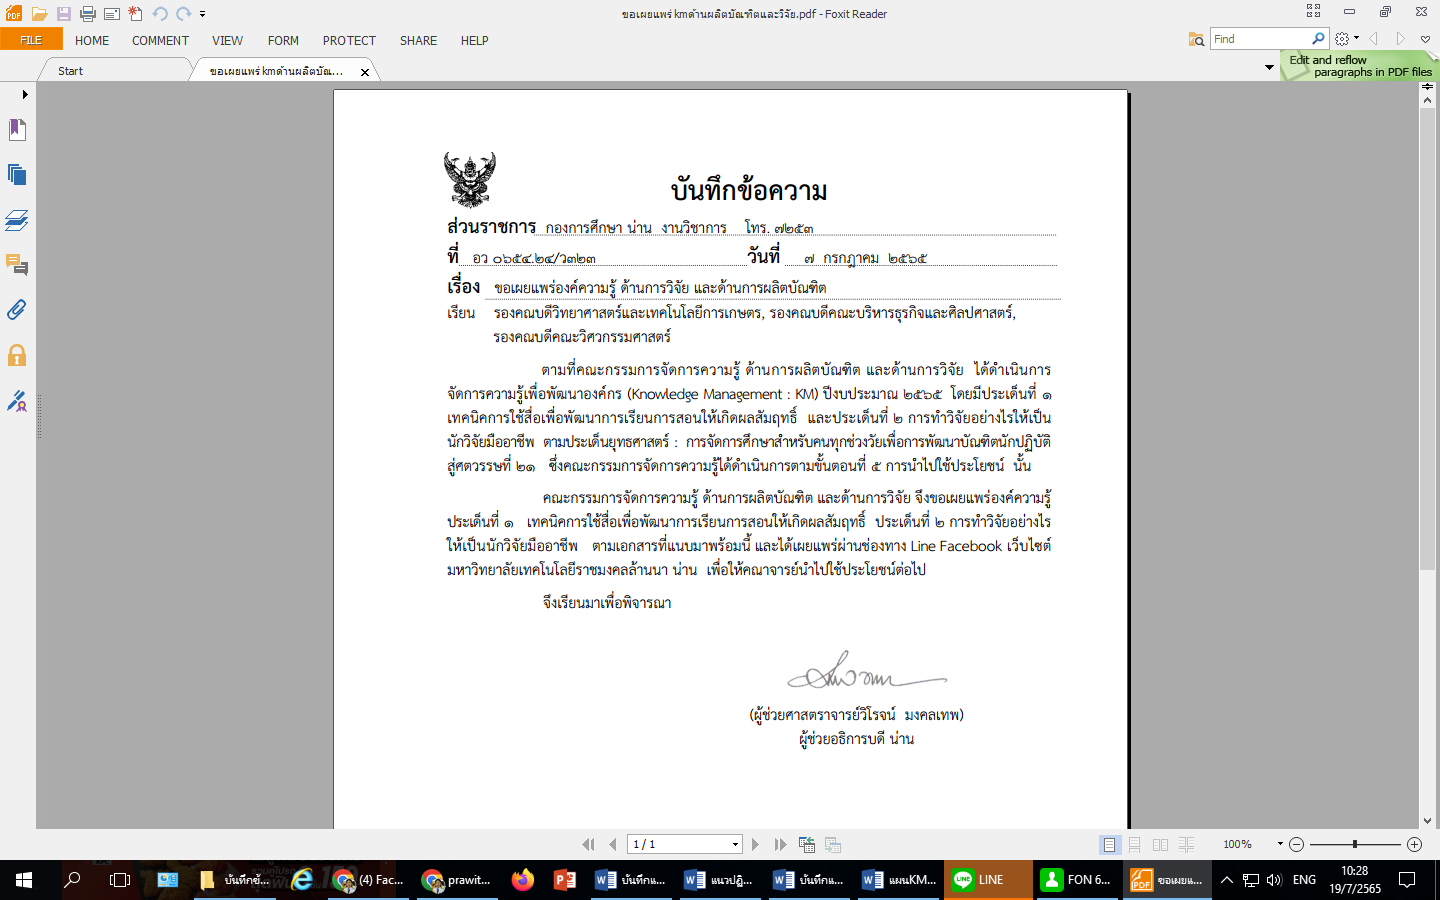 ขอเผยแพร่ kmด้านผลิตบัณฑิตและวิจัย.pdf - Foxit Reader
FILE HOME COMMENT VIEW FORM PROTECT SHARE HELP
Find
Start
ขอเผยแพร่ kmด้านผลิตบัณ...
Edit and reflow
paragraphs in PDF files
บันทึกข้อความ
ส่วนราชการ กองการศึกษา น่าน งานวิชาการ โทร. ๗๒๕๓
ที่ อว ๐๖๕๔.๒๔/ว๓๒๓ วันที่ ๗ กรกฎาคม ๒๕๖๕
เรื่อง ขอเผยแพร่องค์ความรู้ ด้านการวิจัย และด้านการผลิตบัณฑิต
เรียน รองคณบดีวิทยาศาสตร์และเทคโนโลยีการเกษตร, รองคณบดีคณะบริหารธุรกิจและศิลปศาสตร์,
รองคณบดีคณะวิศวกรรมศาสตร์
ตามที่คณะกรรมการจัดการความรู้ ด้านการผลิตบัณฑิต และด้านการวิจัย ได้ดำเนินการ
จัดการความรู้เพื่อพัฒนาองค์กร (Knowledge Management : KM) ปีงบประมาณ ๒๕๖๕ โดยมีประเด็นที่ ๑
เทคนิคการใช้สื่อเพื่อพัฒนาการเรียนการสอนให้เกิดผลสัมฤทธิ์ และประเด็นที่ ๒ การทำวิจัยอย่างไรให้เป็น
นักวิจัยมืออาชีพ ตามประเด็นยุทธศาสตร์ : การจัดการศึกษาสำหรับคนทุกช่วงวัยเพื่อการพัฒนาบัณฑิตนักปฏิบัติ
สู่ศตวรรษที่ ๒๑ ซึ่งคณะกรรมการจัดการความรู้ได้ดำเนินการตามขั้นตอนที่ ๕ การนำไปใช้ประโยชน์ นั้น
คณะกรรมการจัดการความรู้ ด้านการผลิตบัณฑิต และด้านการวิจัย จึงขอเผยแพร่องค์ความรู้
ประเด็นที่ ๑ เทคนิคการใช้สื่อเพื่อพัฒนาการเรียนการสอนให้เกิดผลสัมฤทธิ์ ประเด็นที่ ๒ การทำวิจัยอย่างไร
ให้เป็นนักวิจัยมืออาชีพ ตามเอกสารที่แนบมาพร้อมนี้ และได้เผยแพร่ผ่านช่องทาง Line Facebook เว็บไซต์
มหาวิทยาลัยเทคโนโลยีราชมงคลล้านนา น่าน เพื่อให้คณาจารย์นำไปใช้ประโยชน์ต่อไป
จึงเรียนมาเพื่อพิจารณา
(ผู้ช่วยศาสตราจารย์วิโรจน์ มงคลเทพ)
ผู้ช่วยอธิการบดี น่าน
1 / 1
100%
บันทึกขั้... (4) Fac... prawit... บันทึกแ... แนวปฏิ... บันทึกแ... แผนKM... LINE FON 6... ขอเผยแ... ENG
10:28
19/7/2565